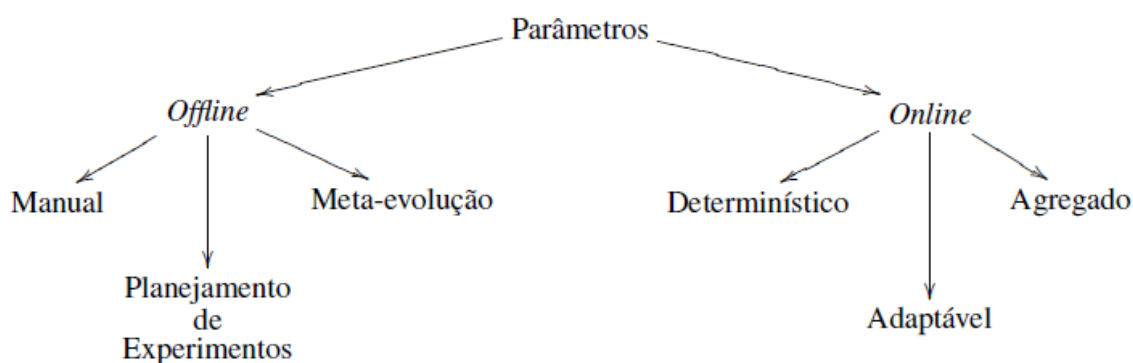 Parâmetros
Offline
Online
Manual
Meta-evolução
Determinístico
Agregado
Planejamento
de
Experimentos
Adaptável